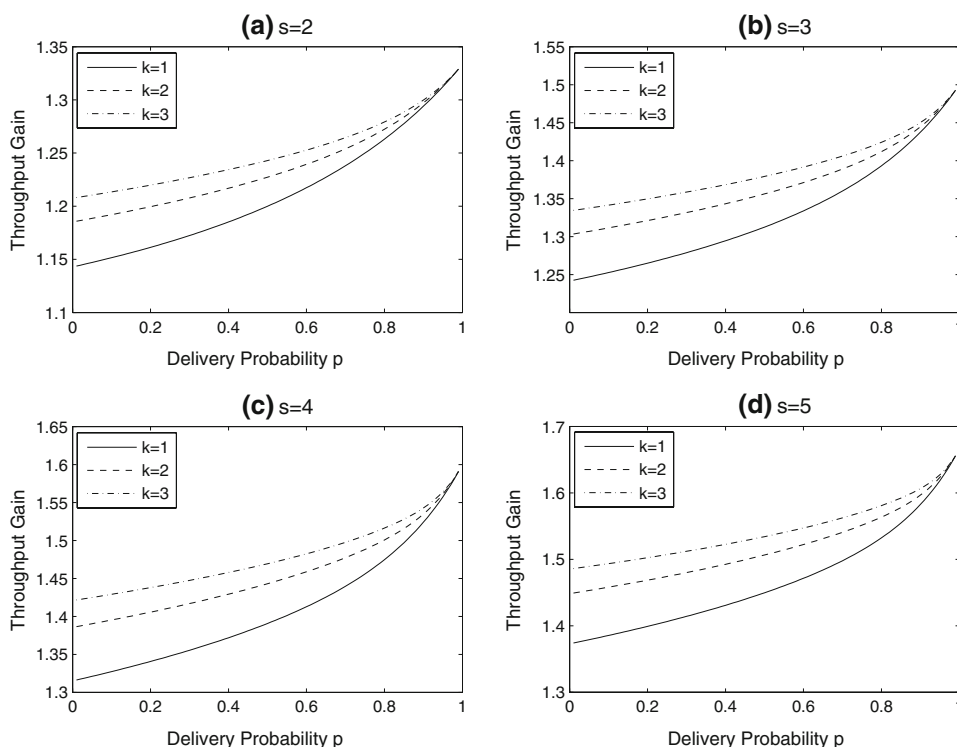 (a) s=2
1.35
1.3
1.25
1.2
1.15
1.1
Throughput Gain
k=1
k=2
k=3
0 0.2 0.4 0.6 0.8 1
Delivery Probability p
(b) s=3
1.55
1.5
1.45
1.4
1.35
1.3
1.25
Throughput Gain
k=1
k=2
k=3
0 0.2 0.4 0.6 0.8 1
Delivery Probability p
(c) s=4
1.65
1.6
1.55
1.5
1.45
1.4
1.35
1.3
Throughput Gain
k=1
k=2
k=3
0 0.2 0.4 0.6 0.8 1
Delivery Probability p
(d) s=5
1.7
1.6
1.5
1.4
1.3
Throughput Gain
k=1
k=2
k=3
0 0.2 0.4 0.6 0.8 1
Delivery Probability p